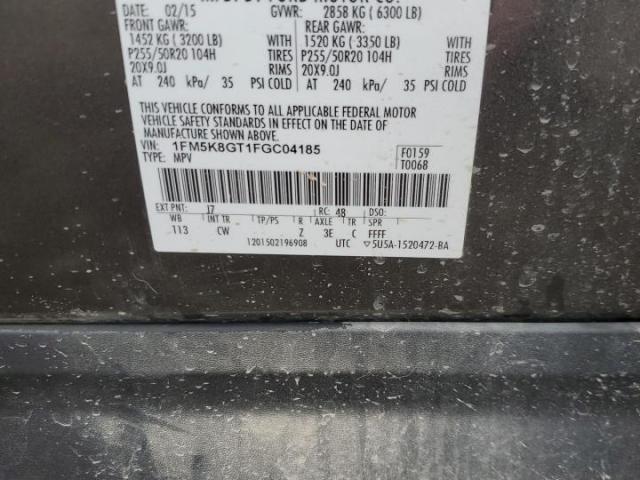 MFD. BY FORD MOTOR CO.
DATE: 02/15 GVWR: 2858 KG ( 6300 LB)
FRONT GAWR: REAR GAWR:
1452 KG ( 3200 LB) WITH 1520 KG ( 3350 LB) WITH
P255/50R20 104H TIRES P255/50R20 104H TIRES
20X9.0J RIMS 20X9.0J RIMS
AT 240 kPa/ 35 PSI COLD AT 240 kPa/ 35 PSI COLD
THIS VEHICLE CONFORMS TO ALL APPLICABLE FEDERAL MOTOR
VEHICLE SAFETY STANDARDS IN EFFECT ON THE DATE OF
MANUFACTURE SHOWN ABOVE.
VIN: 1FM5K8GT1FGC04185 F0159
TYPE: MPV T0068
EXT PNT: J7 RC: 48 DSO:
WB INT TR TP/PS R AXLE TR SPR
113 CW Z 3E C FFFF
1201502196908 UTC ▽5U5A-1520472-BA